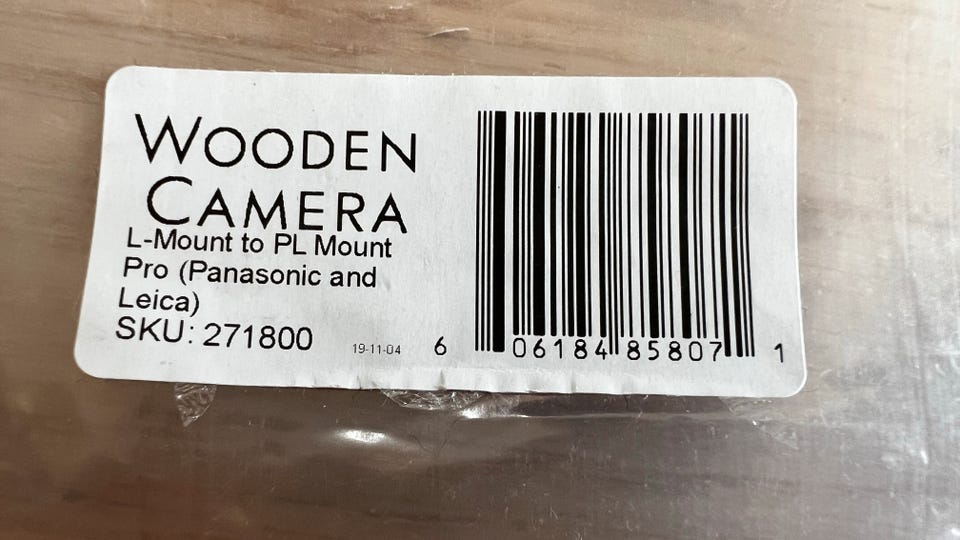 WOODEN
CAMERA
L-Mount to PL Mount
Pro (Panasonic and
Leica)
SKU: 271800
19-11-04
6 06184 85807 1